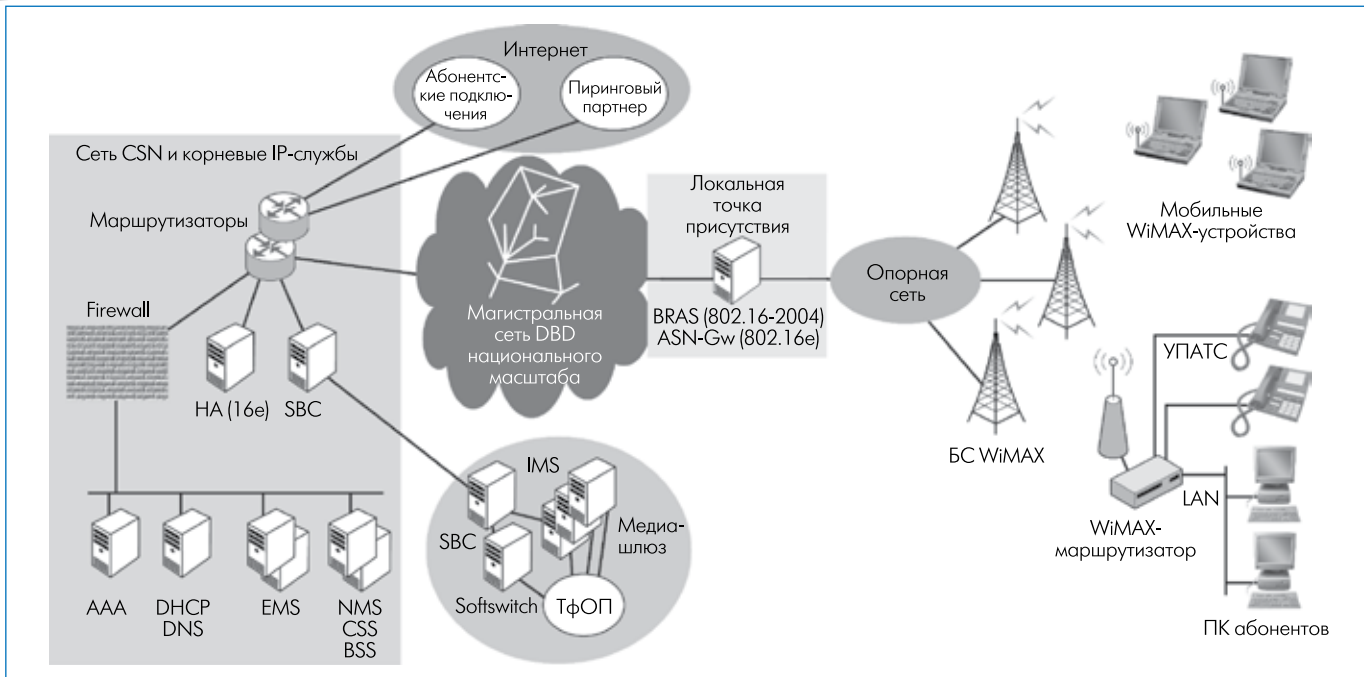 Интернет
Абонентс-
кие подклю-
чения
Пиринговый
партнер
Сеть CSN и корневые IP-службы
Маршрутизаторы
Firewall
HA (16e)
SBC
AAA
DHCP
DNS
EMS
NMS
CSS
BSS
Магистральная
сеть DBD
национального
масштаба
IMS
SBC
Медиа-
шлюз
Softswitch
ТфОП
Локальная
точка
присутствия
BRAS (802.16-2004)
ASN-Gw (802.16e)
Опорная
сеть
БС WiMAX
Мобильные
WiMAX-устройства
УПАТС
LAN
WiMAX-
маршрутизатор
ПК абонентов